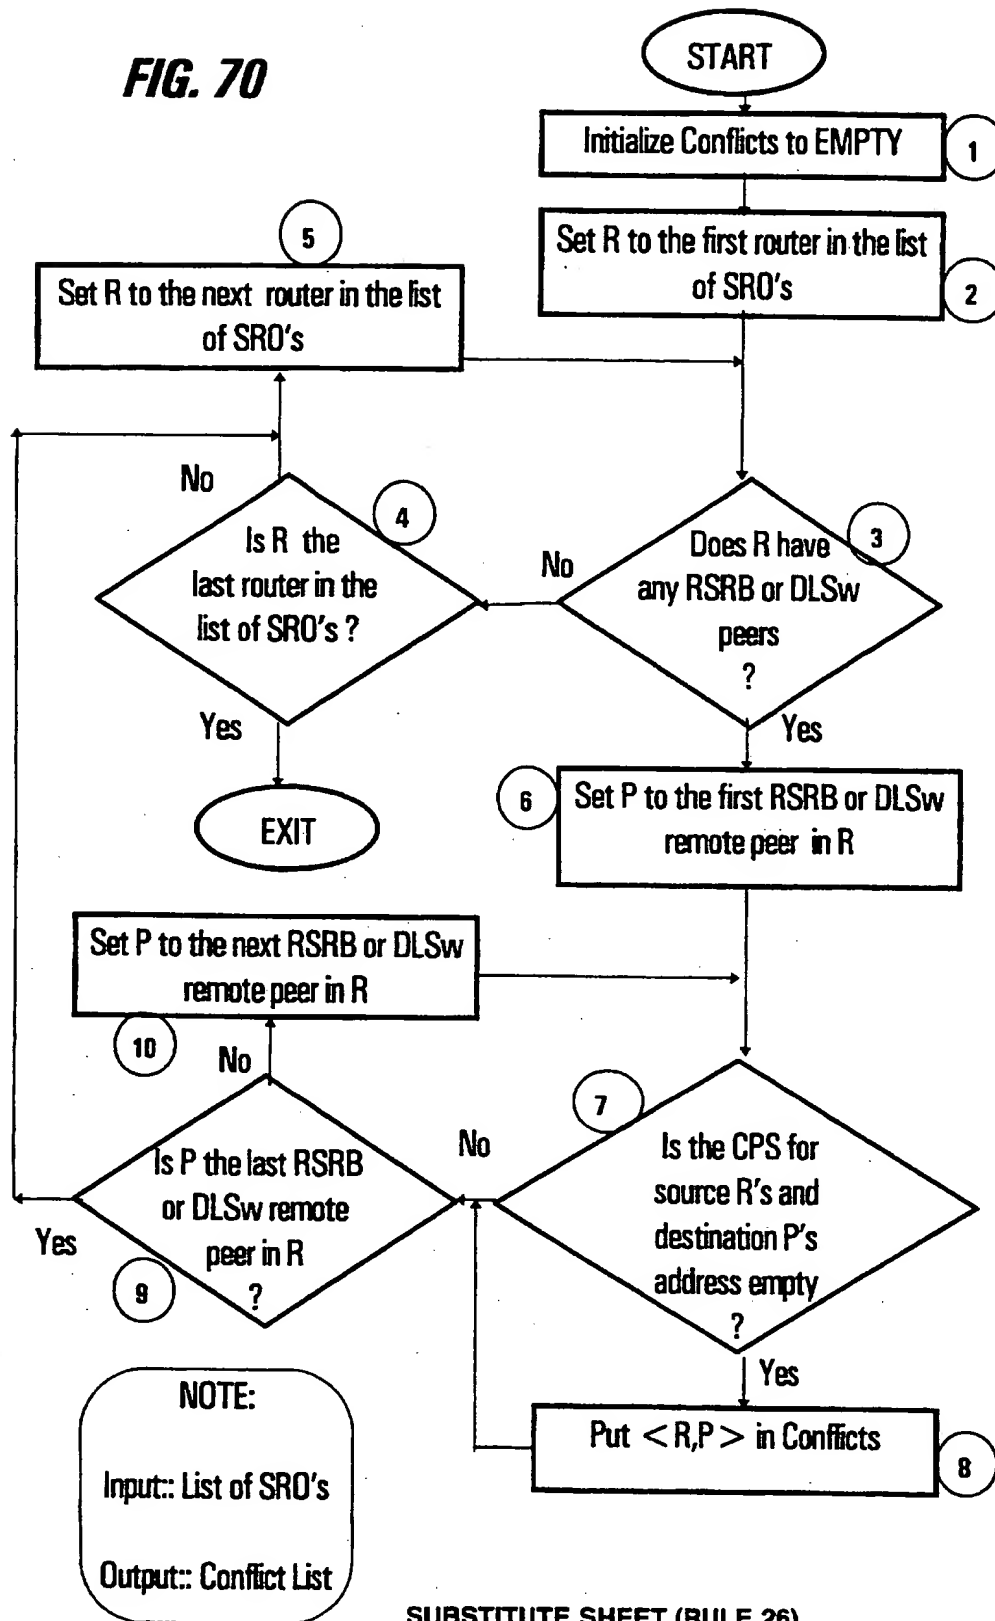 FIG. 70
START
Initialize Conflicts to EMPTY
1
Set R to the first router in the list
of SRO's
2
5
Set R to the next router in the list
of SRO's
No
4
Is R the
last router in the
list of SRO's ?
Yes
EXIT
3
Does R have
any RSRB or DLSw
peers
?
No
Yes
6
Set P to the first RSRB or DLSw
remote peer in R
Set P to the next RSRB or DLSw
remote peer in R
10
No
Is P the last RSRB
or DLSw remote
peer in R
?
Yes
9
7
No
Is the CPS for
source R's and
destination P's
address empty
?
Yes
Put <R,P> in Conflicts
8
NOTE:
Input:: List of SRO's
Output:: Conflict List
SUBSTITUTE SHEET (RULE 26)